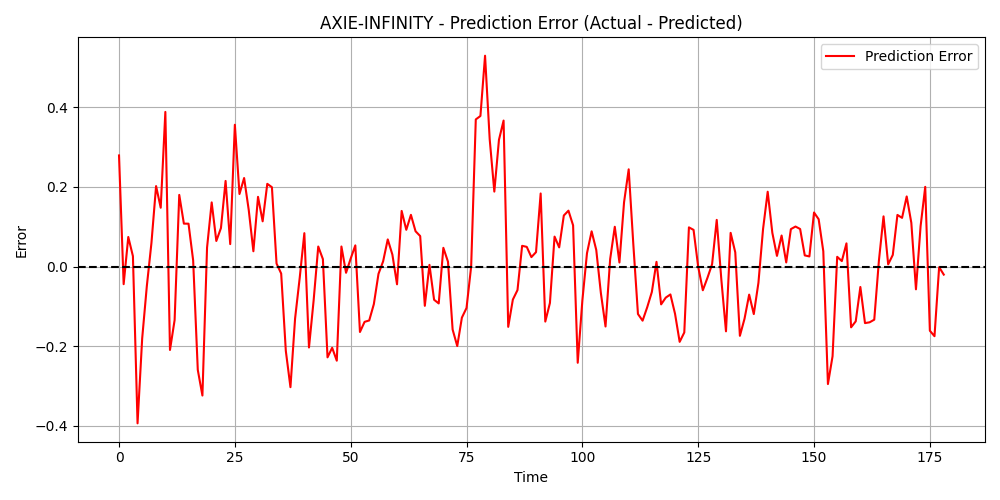 AXIE-INFINITY - Prediction Error (Actual - Predicted)
Prediction Error
Error
0.4
0.2
0.0
−0.2
−0.4
0 25 50 75 100 125 150 175
Time